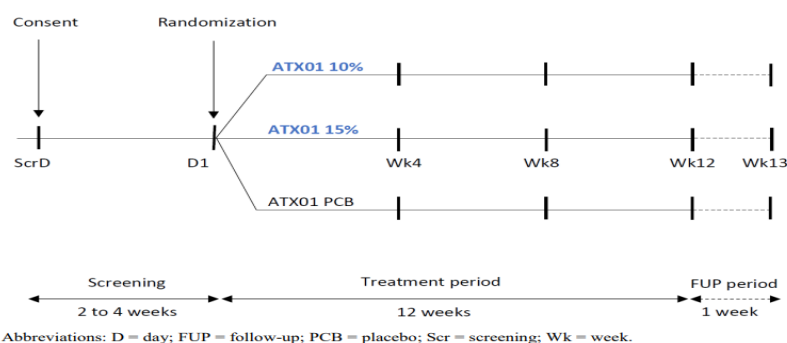 Consent
Randomization
ATX01 10%
ATX01 15%
ScrD
D1
Wk4
Wk8
Wk12
Wk13
ATX01 PCB
Screening
Treatment period
FUP period
2 to 4 weeks
12 weeks
1 week
Abbreviations: D = day; FUP = follow-up; PCB = placebo; Scr = screening; Wk = week.